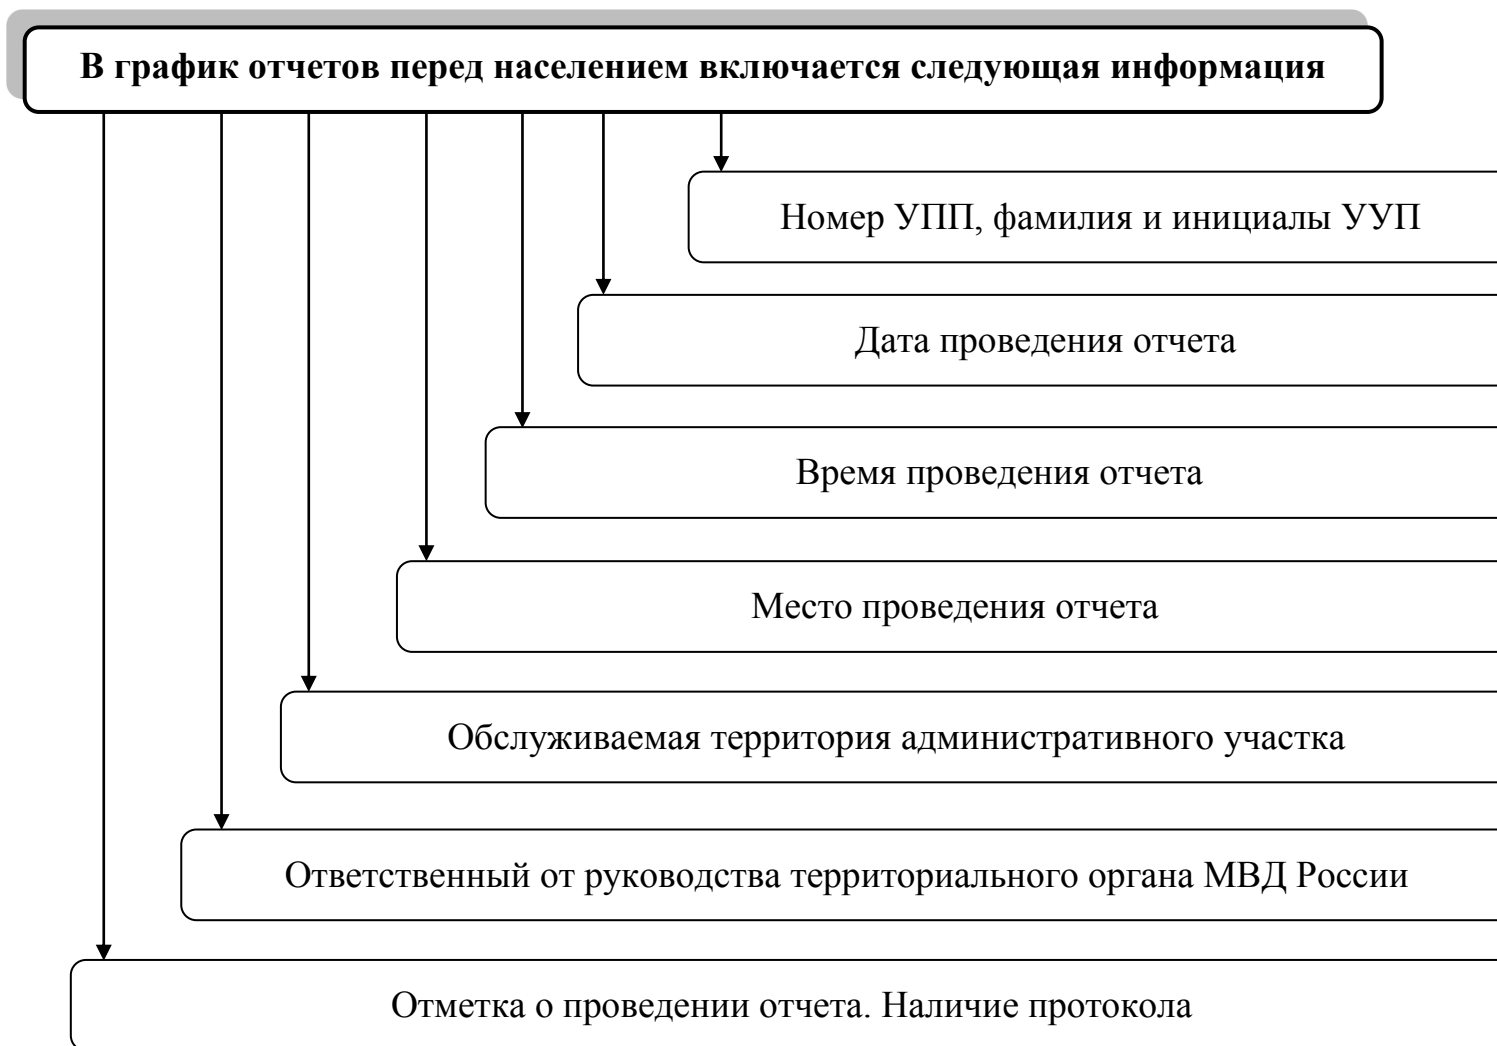 В график отчетов перед населением включается следующая информация
Номер УПП, фамилия и инициалы УУП
Дата проведения отчета
Время проведения отчета
Место проведения отчета
Обслуживаемая территория административного участка
Ответственный от руководства территориального органа МВД России
Отметка о проведении отчета. Наличие протокола